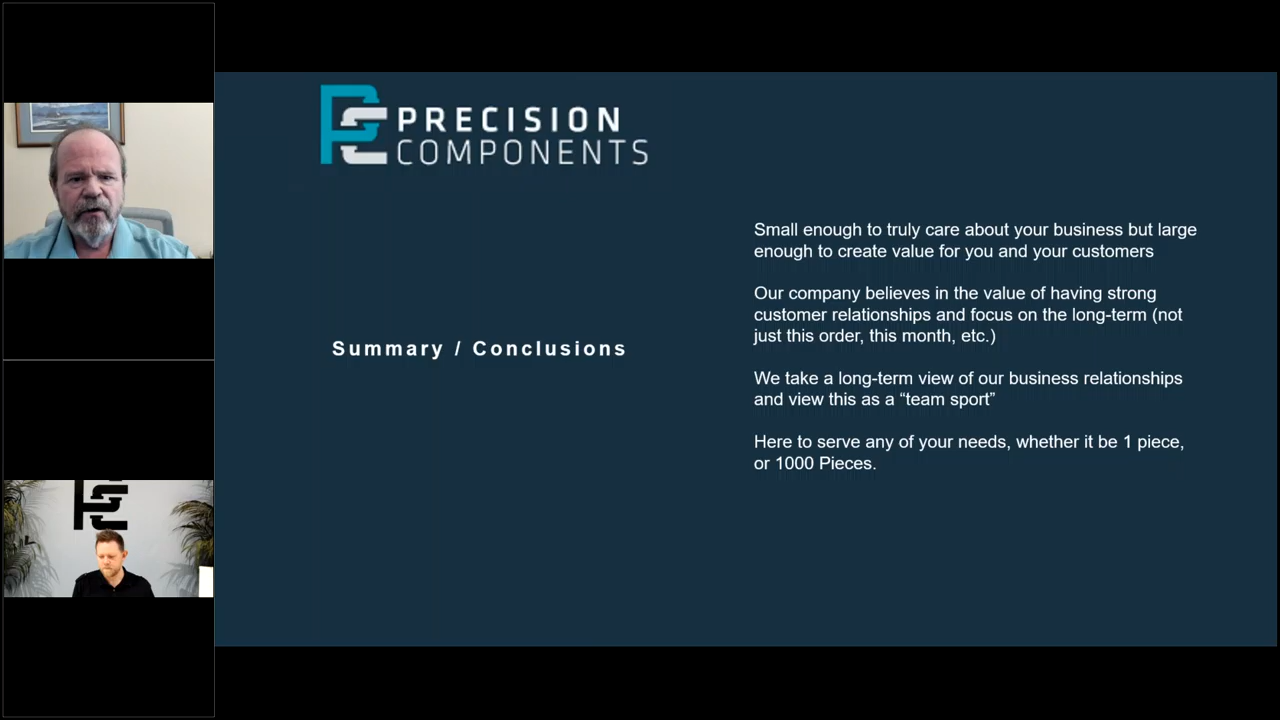 PRECISION
COMPONENTS
Summary / Conclusions
Small enough to truly care about your business but large
enough to create value for you and your customers
Our company believes in the value of having strong
customer relationships and focus on the long-term (not
just this order, this month, etc.)
We take a long-term view of our business relationships
and view this as a “team sport”
Here to serve any of your needs, whether it be 1 piece,
or 1000 Pieces.